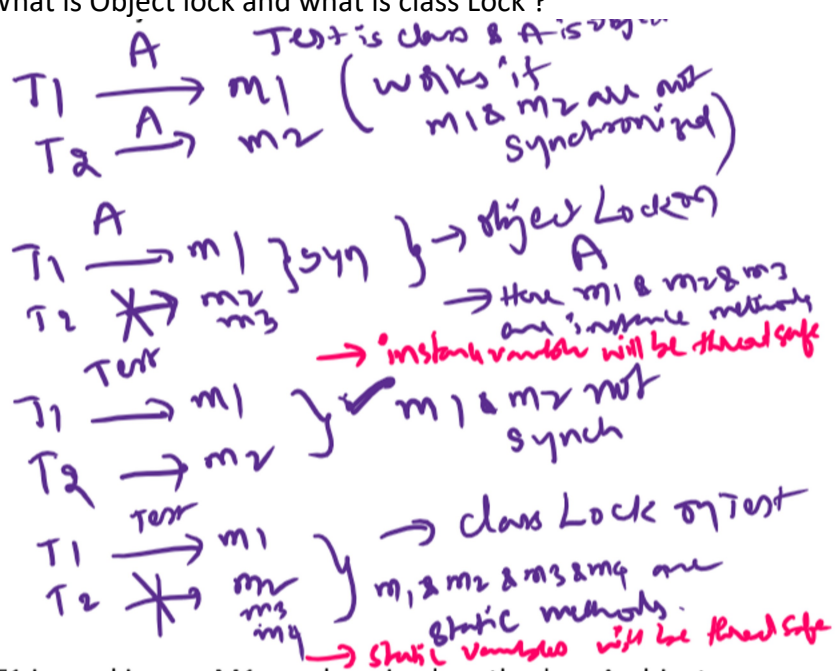 What is Object lock and what is class Lock ?
Test is class & A is object
A
T1 → m1 (works if
m1 & m2 are not
synchronized)
A
T2 → m2
A
T1 → m1 } syn } → object Lock on
A
T2 → m2
m3
→ Here m1 & m2 & m3
are instance methods
→ instance variables will be thread safe
Test
T1 → m1 } ✓ m1 & m2 not
synch
T2 → m2
Test
T1 → m1 } → class Lock on Test
T2 → m2
m3
m4
m1 & m2 & m3 & m4 are
static methods.
→ static variables will be thread safe